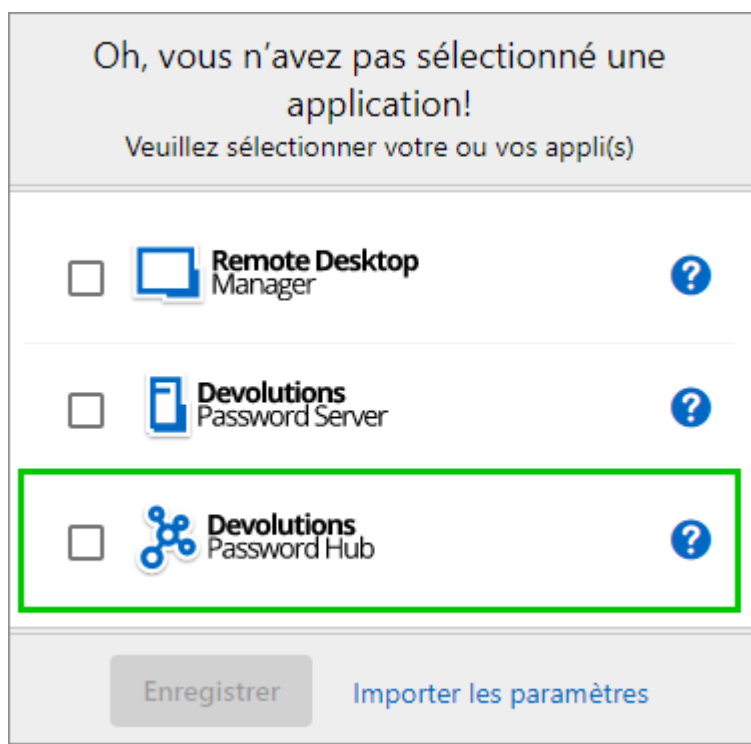 Oh, vous n’avez pas sélectionné une
application!
Veuillez sélectionner votre ou vos appli(s)
Remote Desktop
Manager
?
Devolutions
Password Server
?
Devolutions
Password Hub
?
Enregistrer
Importer les paramètres